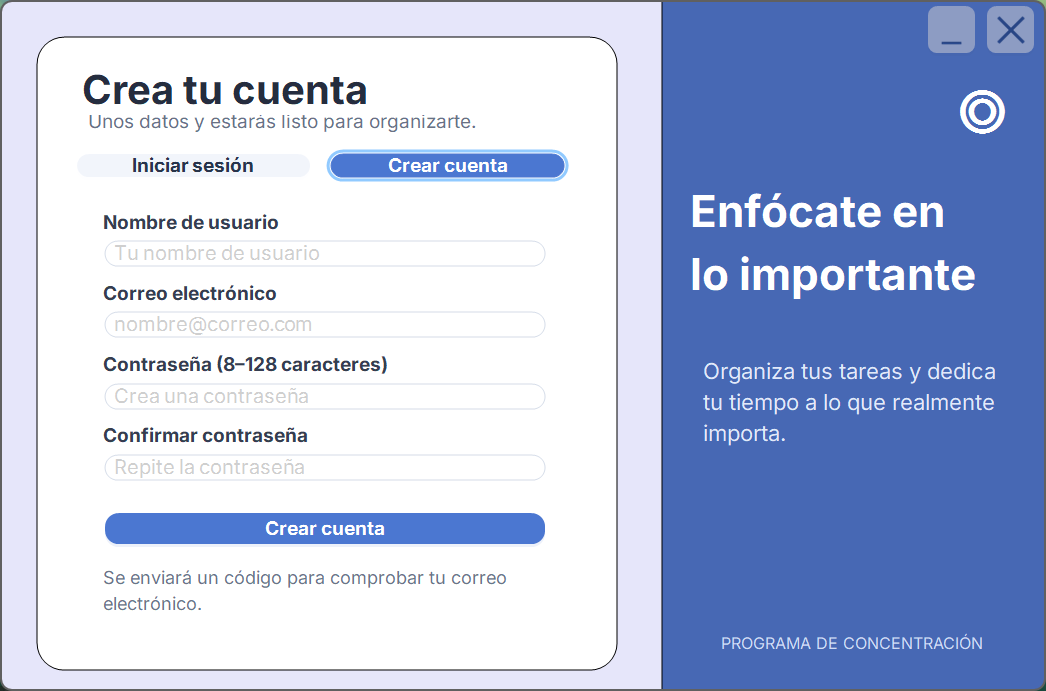 Crea tu cuenta
Unos datos y estarás listo para organizarte.
Iniciar sesión
Crear cuenta
Nombre de usuario
Tu nombre de usuario
Correo electrónico
nombre@correo.com
Contraseña (8–128 caracteres)
Crea una contraseña
Confirmar contraseña
Repite la contraseña
Crear cuenta
Se enviará un código para comprobar tu correo
electrónico.
Enfócate en
lo importante
Organiza tus tareas y dedica
tu tiempo a lo que realmente
importa.
PROGRAMA DE CONCENTRACIÓN